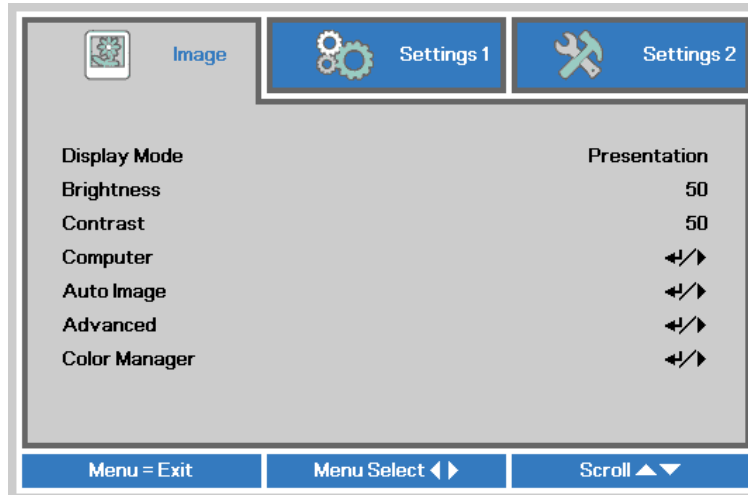 Image
Settings 1
Settings 2
Display Mode Presentation
Brightness 50
Contrast 50
Computer ↲/▶
Auto Image ↲/▶
Advanced ↲/▶
Color Manager ↲/▶
Menu = Exit
Menu Select ◀ ▶
Scroll ▲▼